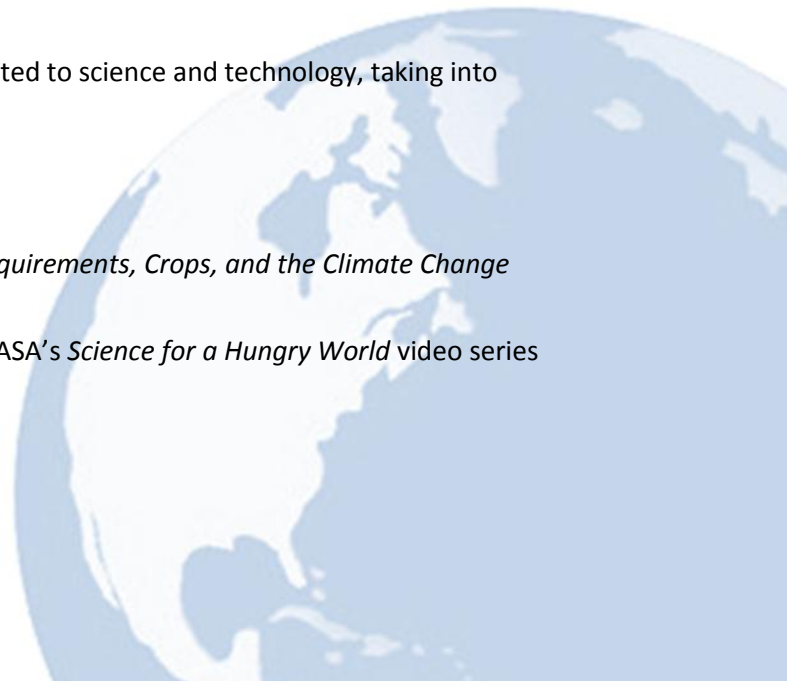 ted to science and technology, taking into
quirements, Crops, and the Climate Change
ASA's Science for a Hungry World video series